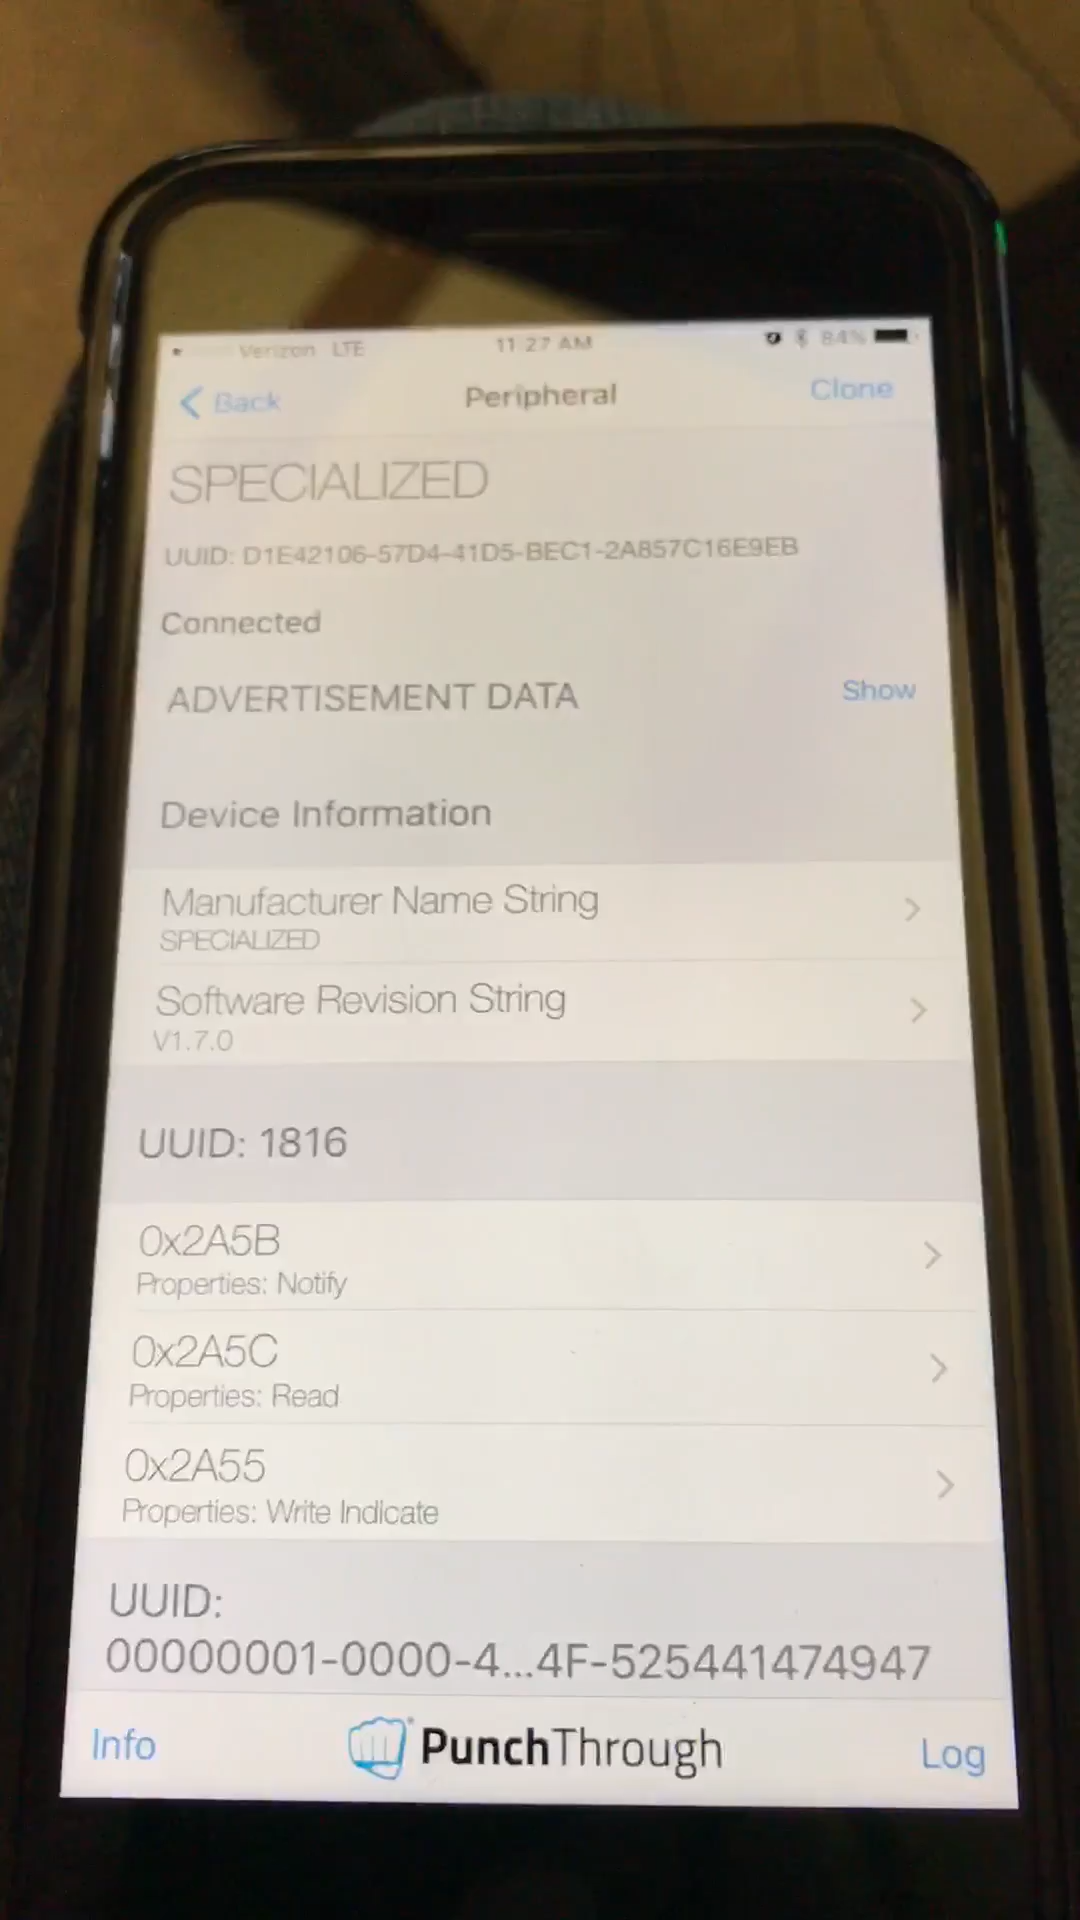 Verizon LTE 11:27 AM 84%
Back Peripheral Clone
SPECIALIZED
UUID: D1E42106-57D4-41D5-BEC1-2A857C16E9EB
Connected
ADVERTISEMENT DATA Show
Device Information
Manufacturer Name String
SPECIALIZED
Software Revision String
V1.7.0
UUID: 1816
0x2A5B
Properties: Notify
0x2A5C
Properties: Read
0x2A55
Properties: Write Indicate
UUID:
00000001-0000-4...4F-525441474947
Info PunchThrough Log